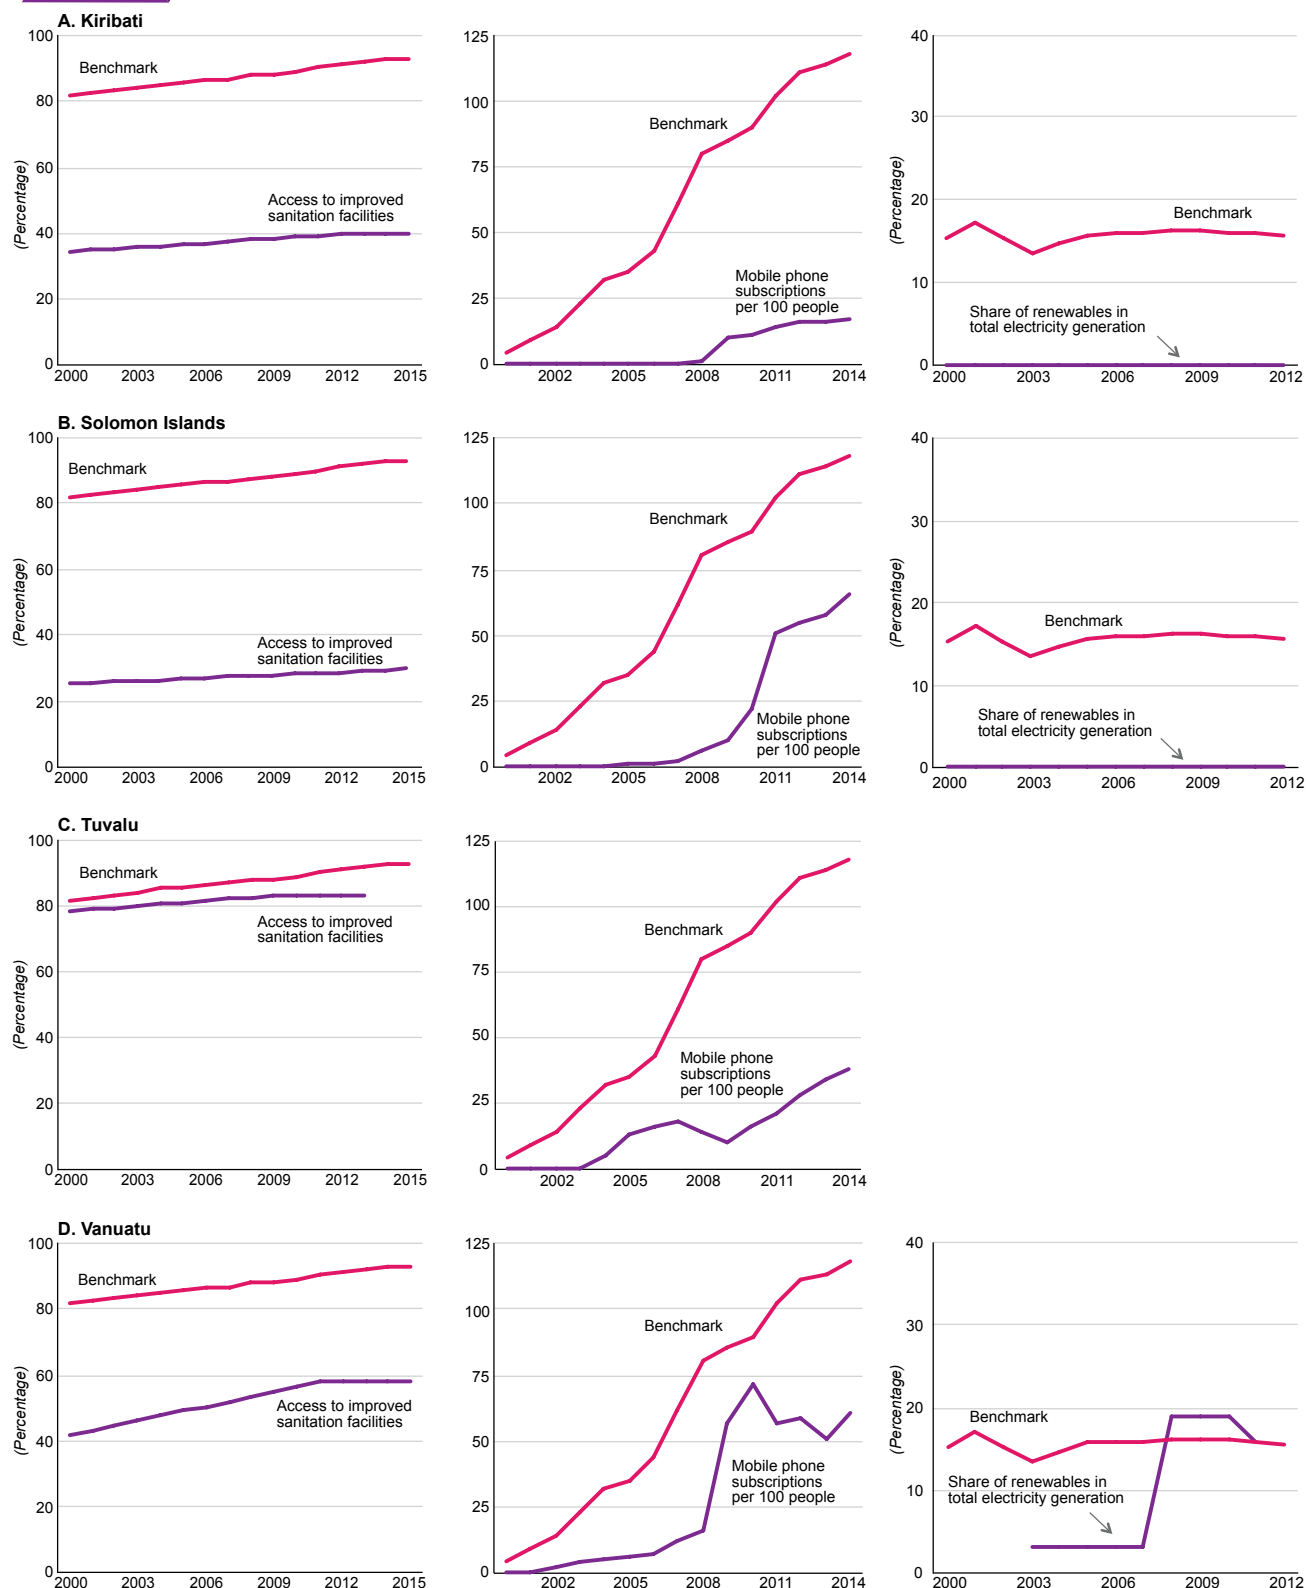 A. Kiribati
100
80
60
40
20
0
(Percentage)
Benchmark
Access to improved
sanitation facilities
2000 2003 2006 2009 2012 2015
125
100
75
50
25
0
Benchmark
Mobile phone
subscriptions
per 100 people
2002 2005 2008 2011 2014
40
30
20
10
0
(Percentage)
Benchmark
Share of renewables in
total electricity generation
2000 2003 2006 2009 2012
B. Solomon Islands
100
80
60
40
20
0
(Percentage)
Benchmark
Access to improved
sanitation facilities
2000 2003 2006 2009 2012 2015
125
100
75
50
25
0
Benchmark
Mobile phone
subscriptions
per 100 people
2002 2005 2008 2011 2014
40
30
20
10
0
(Percentage)
Benchmark
Share of renewables in
total electricity generation
2000 2003 2006 2009 2012
C. Tuvalu
100
80
60
40
20
0
(Percentage)
Benchmark
Access to improved
sanitation facilities
2000 2003 2006 2009 2012 2015
125
100
75
50
25
0
Benchmark
Mobile phone
subscriptions
per 100 people
2002 2005 2008 2011 2014
D. Vanuatu
100
80
60
40
20
0
(Percentage)
Benchmark
Access to improved
sanitation facilities
2000 2003 2006 2009 2012 2015
125
100
75
50
25
0
Benchmark
Mobile phone
subscriptions
per 100 people
2002 2005 2008 2011 2014
40
30
20
10
0
(Percentage)
Benchmark
Share of renewables in
total electricity generation
2000 2003 2006 2009 2012